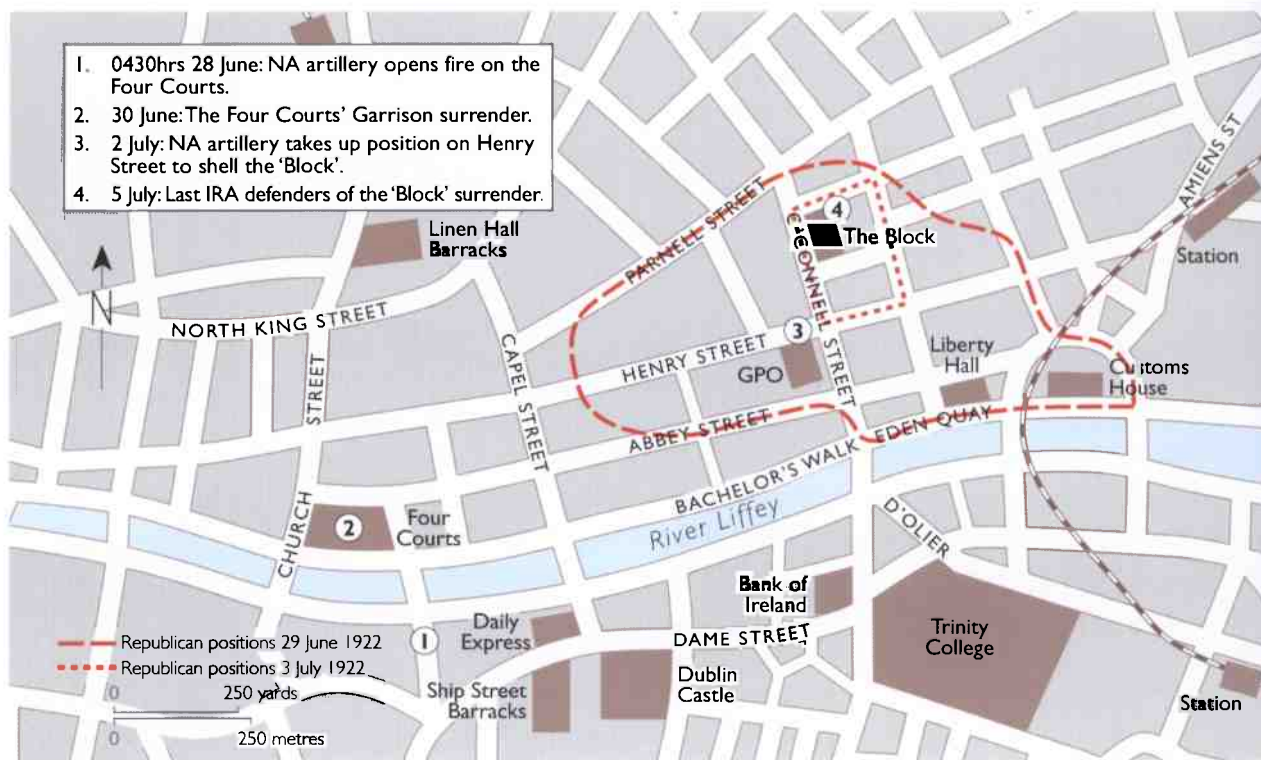 1. 0430hrs 28 June: NA artillery opens fire on the
Four Courts.
2. 30 June: The Four Courts' Garrison surrender.
3. 2 July: NA artillery takes up position on Henry
Street to shell the 'Block'.
4. 5 July: Last IRA defenders of the 'Block' surrender.
AMIENS ST
Linen Hall
Barracks
PARNELL STREET
4
The Block
Station
N
O'CONNELL STREET
NORTH KING STREET
CAPEL STREET
HENRY STREET
3
GPO
Liberty
Hall
Customs
House
ABBEY STREET
EDEN QUAY
BACHELOR'S WALK
River Liffey
CHURCH STREET
2
Four
Courts
D'OLIER
Bank of
Ireland
Daily
Express
1
DAME STREET
Trinity
College
Dublin
Castle
Ship Street
Barracks
Station
Republican positions 29 June 1922
Republican positions 3 July 1922
0 250 yards
0 250 metres